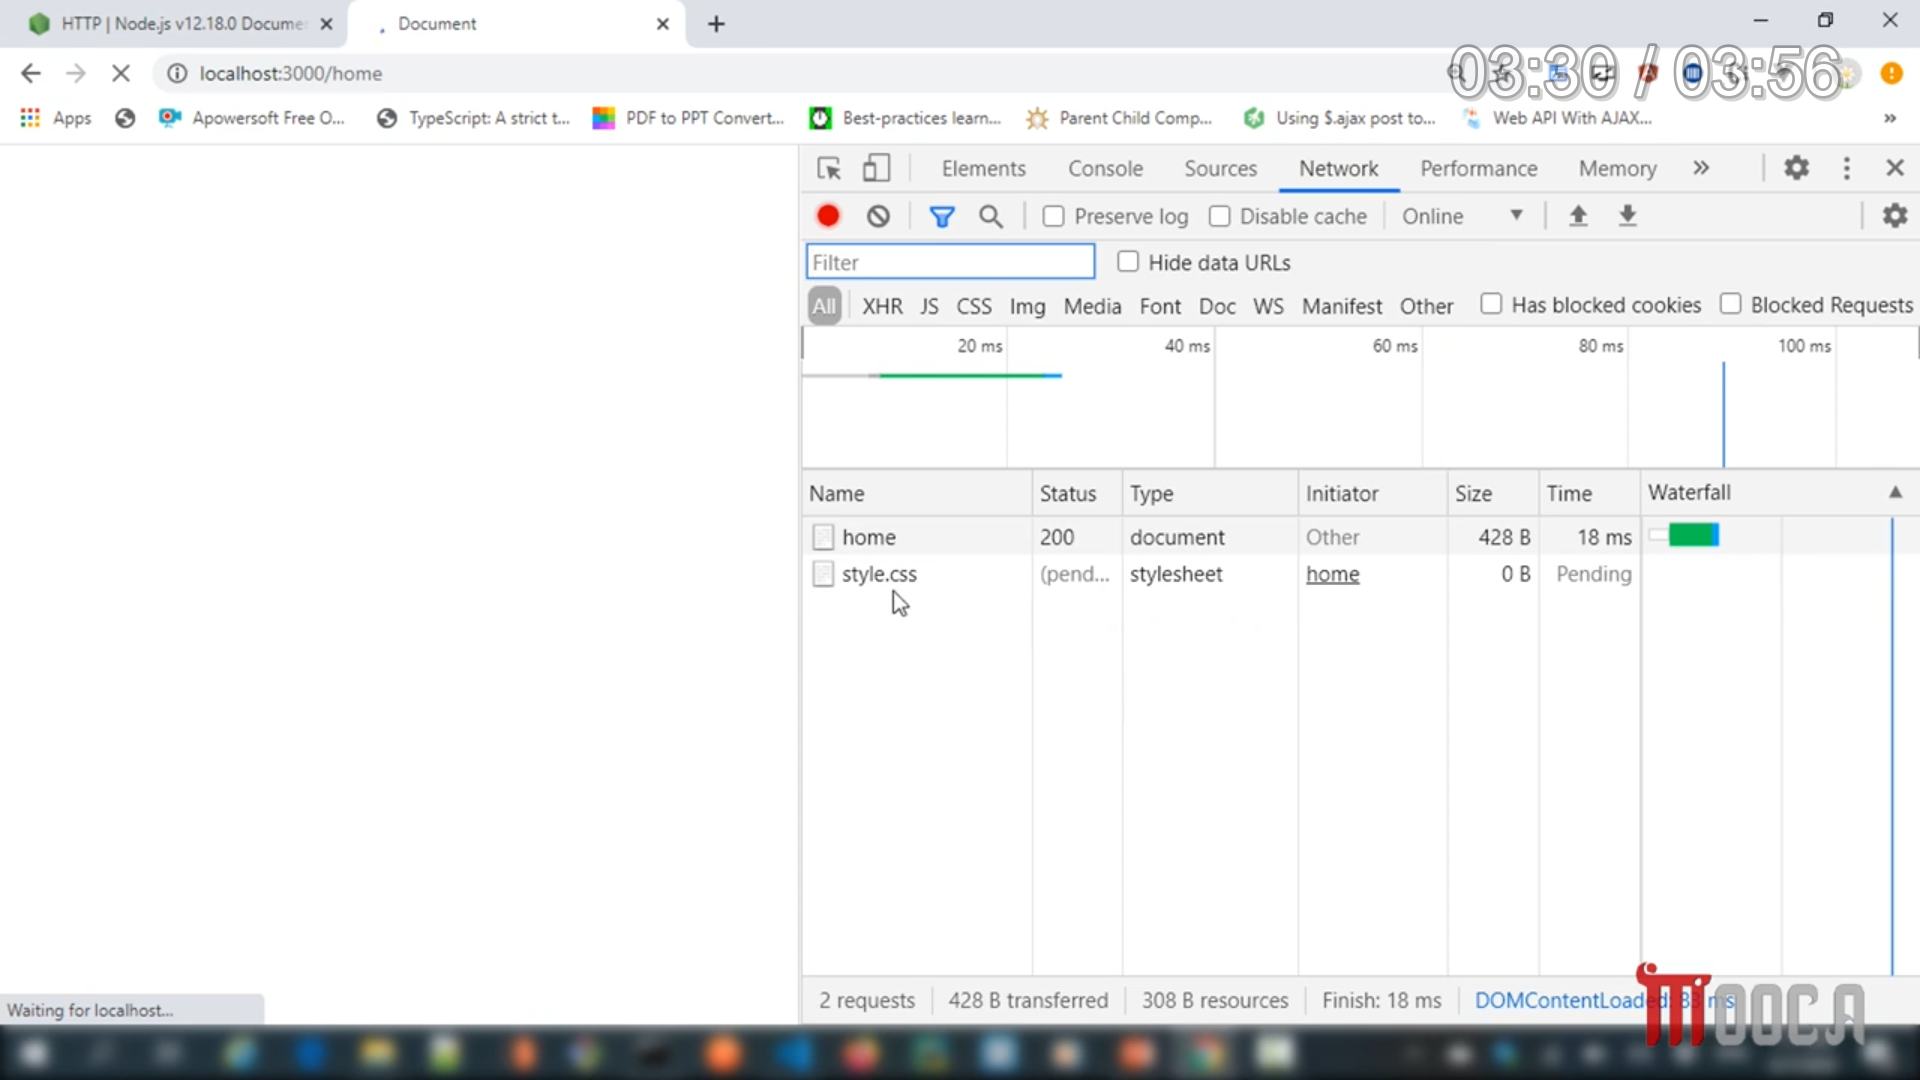 HTTP | Node.js v12.18.0 Docume
Document
localhost:3000/home
03:30 / 03:56
Apps
Apowersoft Free O...
TypeScript: A strict t...
PDF to PPT Convert...
Best-practices learn...
Parent Child Comp...
Using $.ajax post to...
Web API With AJAX...
»
Elements
Console
Sources
Network
Performance
Memory
»
Preserve log
Disable cache
Online
Filter
Hide data URLs
All
XHR
JS
CSS
Img
Media
Font
Doc
WS
Manifest
Other
Has blocked cookies
Blocked Requests
20 ms
40 ms
60 ms
80 ms
100 ms
Name
Status
Type
Initiator
Size
Time
Waterfall
home
200
document
Other
428 B
18 ms
style.css
(pend...
stylesheet
home
0 B
Pending
2 requests
428 B transferred
308 B resources
Finish: 18 ms
DOMContentLoaded:
MOOCA
Waiting for localhost...